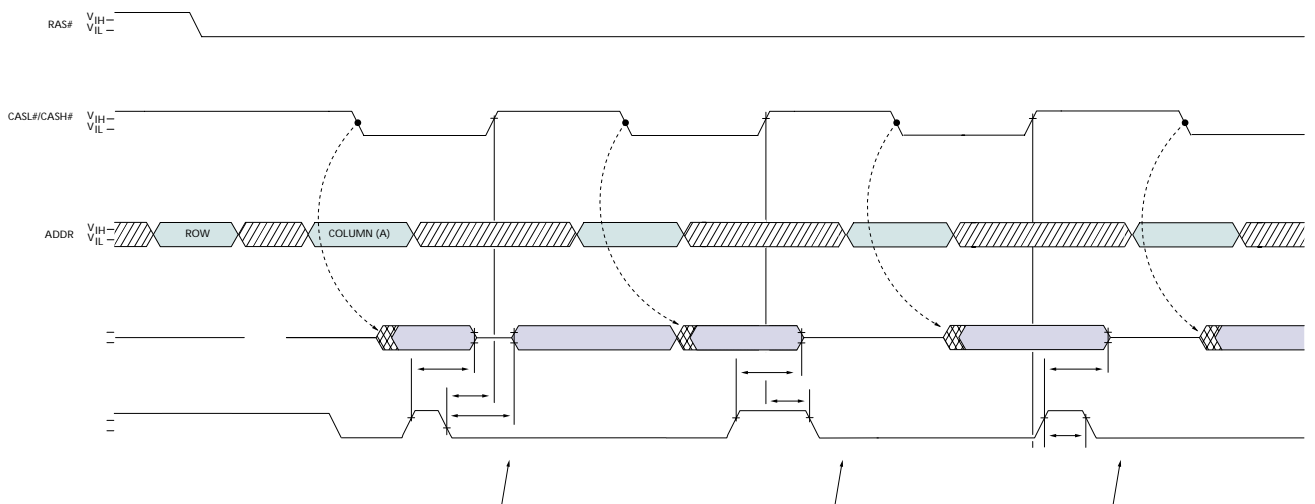 RAS# VIH
VIL
CASL#/CASH# VIH
VIL
ADDR VIH
VIL
ROW
COLUMN (A)